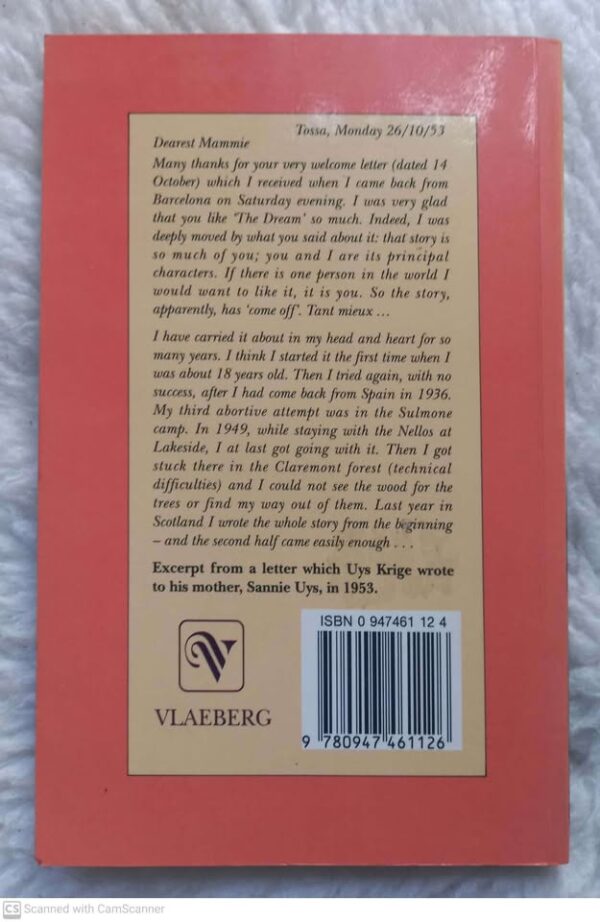 Tossa, Monday 26/10/53
Dearest Mammie
Many thanks for your very welcome letter (dated 14
October) which I received when I came back from
Barcelona on Saturday evening. I was very glad
that you like 'The Dream' so much. Indeed, I was
deeply moved by what you said about it: that story is
so much of you; you and I are its principal
characters. If there is one person in the world I
would want to like it, it is you. So the story,
apparently, has 'come off'. Tant mieux ...
I have carried it about in my head and heart for so
many years. I think I started it the first time when I
was about 18 years old. Then I tried again, with no
success, after I had come back from Spain in 1936.
My third abortive attempt was in the Sulmone
camp. In 1949, while staying with the Nellos at
Lakeside, I at last got going with it. Then I got
stuck there in the Claremont forest (technical
difficulties) and I could not see the wood for the
trees or find my way out of them. Last year in
Scotland I wrote the whole story from the beginning
– and the second half came easily enough . . .
Excerpt from a letter which Uys Krige wrote
to his mother, Sannie Uys, in 1953.
ISBN 0 947461 12 4
V
VLAEBERG
9 780947 461126
CS Scanned with CamScanner